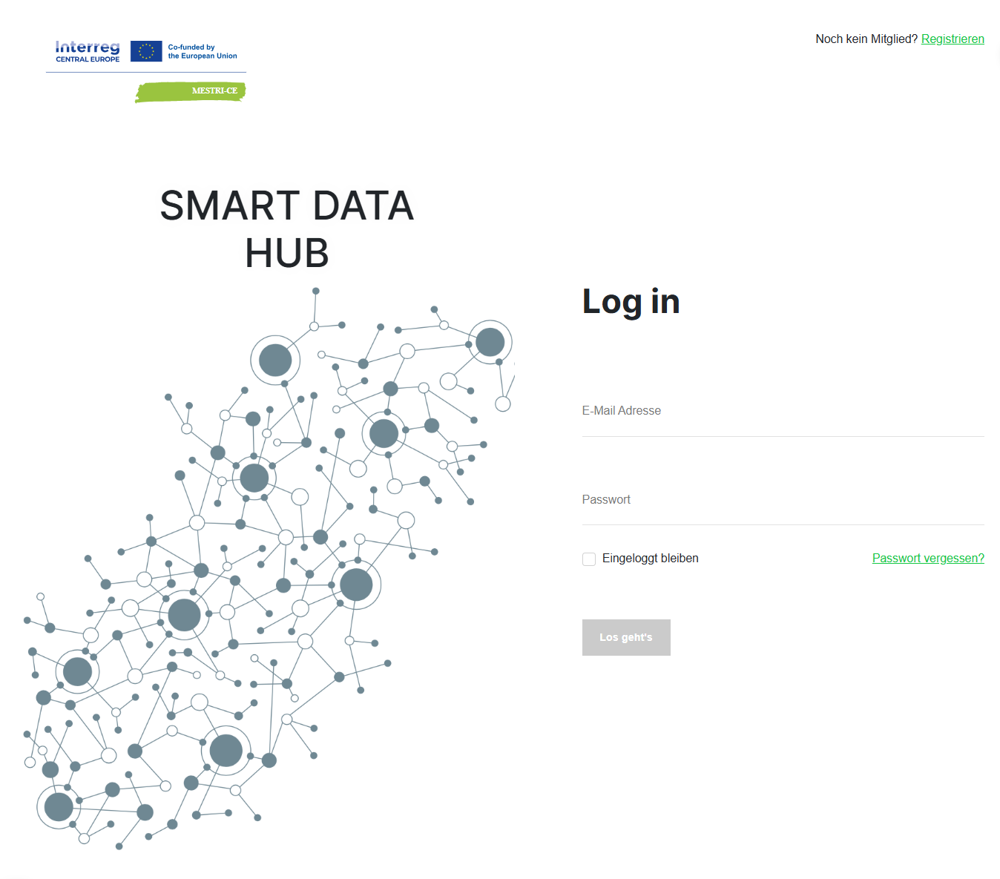 Interreg
CENTRAL EUROPE
Co-funded by
the European Union
MESTRI-CE
Noch kein Mitglied? Registrieren
SMART DATA
HUB
Log in
E-Mail Adresse
Passwort
Eingeloggt bleiben
Passwort vergessen?
Los geht's